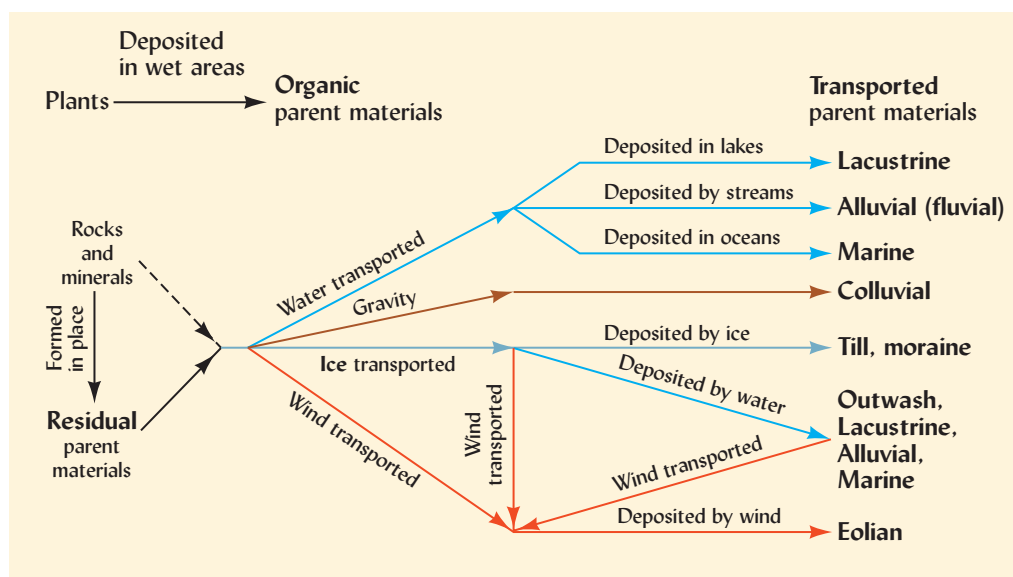 Deposited
in wet areas
Plants
Organic
parent materials
Transported
parent materials
Deposited in lakes
Lacustrine
Deposited by streams
Alluvial (fluvial)
Deposited in oceans
Marine
Rocks
and
minerals
Water transported
Gravity
Colluvial
Formed
in place
Ice transported
Deposited by ice
Till, moraine
Residual
parent
materials
Wind transported
Wind
transported
Deposited by water
Outwash,
Lacustrine,
Alluvial,
Marine
Wind transported
Deposited by wind
Eolian